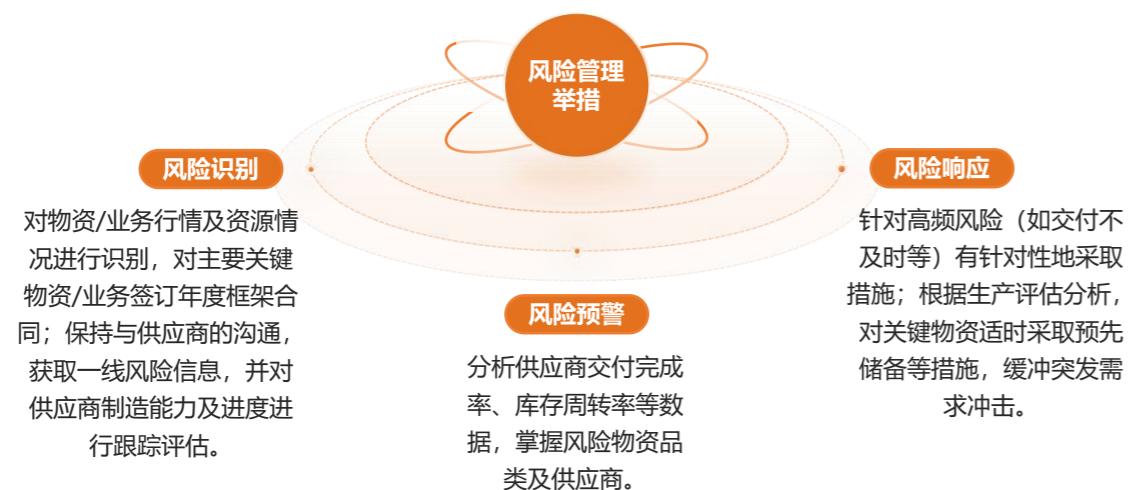 风险管理
举措
风险识别
对物资/业务行情及资源情
况进行识别，对主要关键
物资/业务签订年度框架合
同；保持与供应商的沟通，
获取一线风险信息，并对
供应商制造能力及进度进
行跟踪评估。
风险预警
分析供应商交付完成
率、库存周转率等数
据，掌握风险物资品
类及供应商。
风险响应
针对高频风险（如交付不
及时等）有针对性地采取
措施；根据生产评估分析，
对关键物资适时采取预先
储备等措施，缓冲突发需
求冲击。